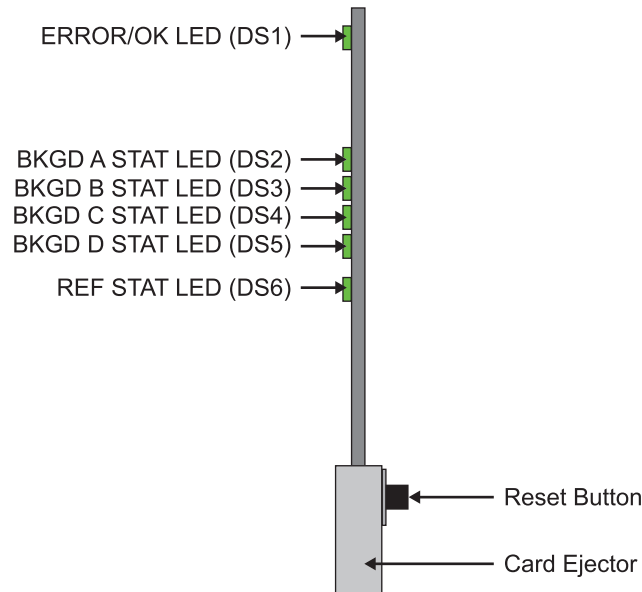 ERROR/OK LED (DS1)
BKGD A STAT LED (DS2)
BKGD B STAT LED (DS3)
BKGD C STAT LED (DS4)
BKGD D STAT LED (DS5)
REF STAT LED (DS6)
Reset Button
Card Ejector